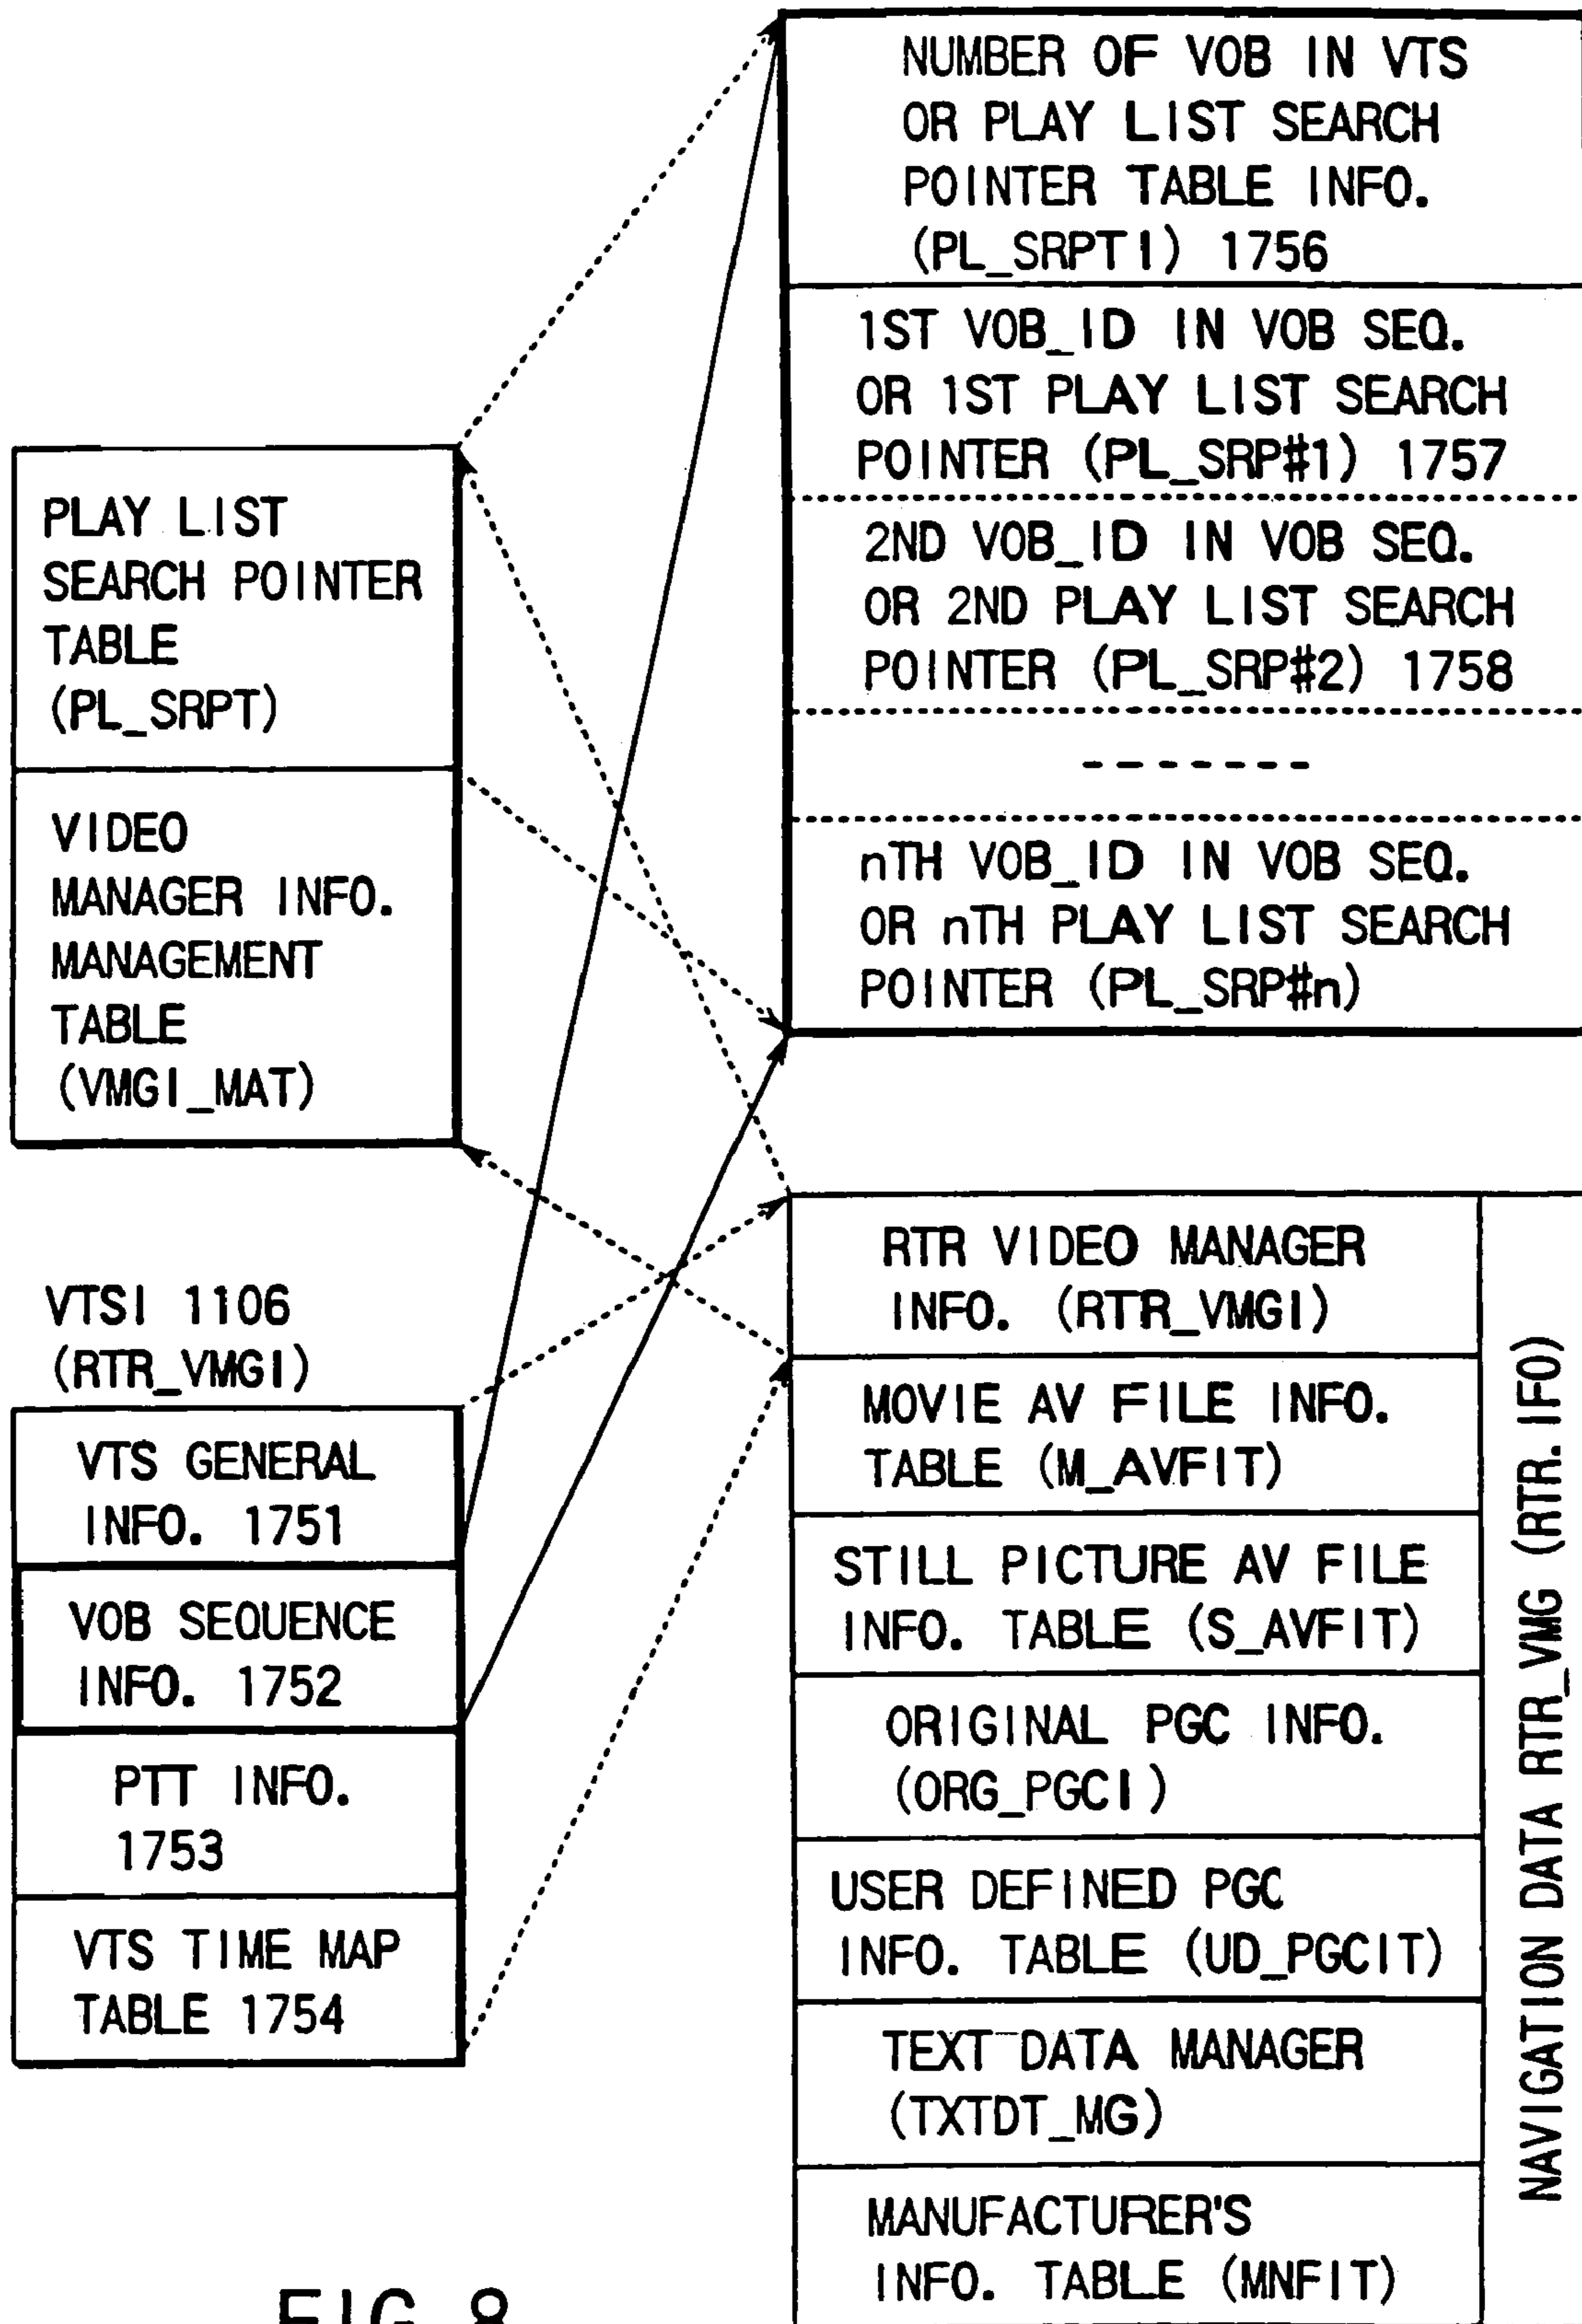 NUMBER OF VOB IN VTS
OR PLAY LIST SEARCH
POINTER TABLE INFO.
(PL_SRPTI) 1756
1ST VOB_ID IN VOB SEQ.
OR 1ST PLAY LIST SEARCH
POINTER (PL_SRP#1) 1757
2ND VOB_ID IN VOB SEQ.
OR 2ND PLAY LIST SEARCH
POINTER (PL_SRP#2) 1758
- - - - - - -
nTH VOB_ID IN VOB SEQ.
OR nTH PLAY LIST SEARCH
POINTER (PL_SRP#n)
PLAY LIST
SEARCH POINTER
TABLE
(PL_SRPT)
VIDEO
MANAGER INFO.
MANAGEMENT
TABLE
(VMGI_MAT)
VTSI 1106
(RTR_VMGI)
VTS GENERAL
INFO. 1751
VOB SEQUENCE
INFO. 1752
PTT INFO.
1753
VTS TIME MAP
TABLE 1754
RTR VIDEO MANAGER
INFO. (RTR_VMGI)
MOVIE AV FILE INFO.
TABLE (M_AVFIT)
STILL PICTURE AV FILE
INFO. TABLE (S_AVFIT)
ORIGINAL PGC INFO.
(ORG_PGCI)
USER DEFINED PGC
INFO. TABLE (UD_PGCIT)
TEXT DATA MANAGER
(TXTDT_MG)
MANUFACTURER'S
INFO. TABLE (MNFIT)
NAVIGATION DATA RTR_VMG (RTR.IFO)
FIG. 8